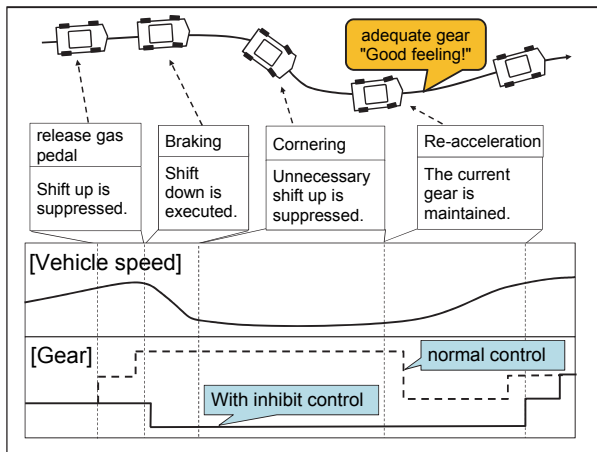 adequate gear
"Good feeling!"
release gas
pedal
Shift up is
suppressed.
Braking
Shift
down is
executed.
Cornering
Unnecessary
shift up is
suppressed.
Re-acceleration
The current
gear is
maintained.
[Vehicle speed]
[Gear]
normal control
With inhibit control